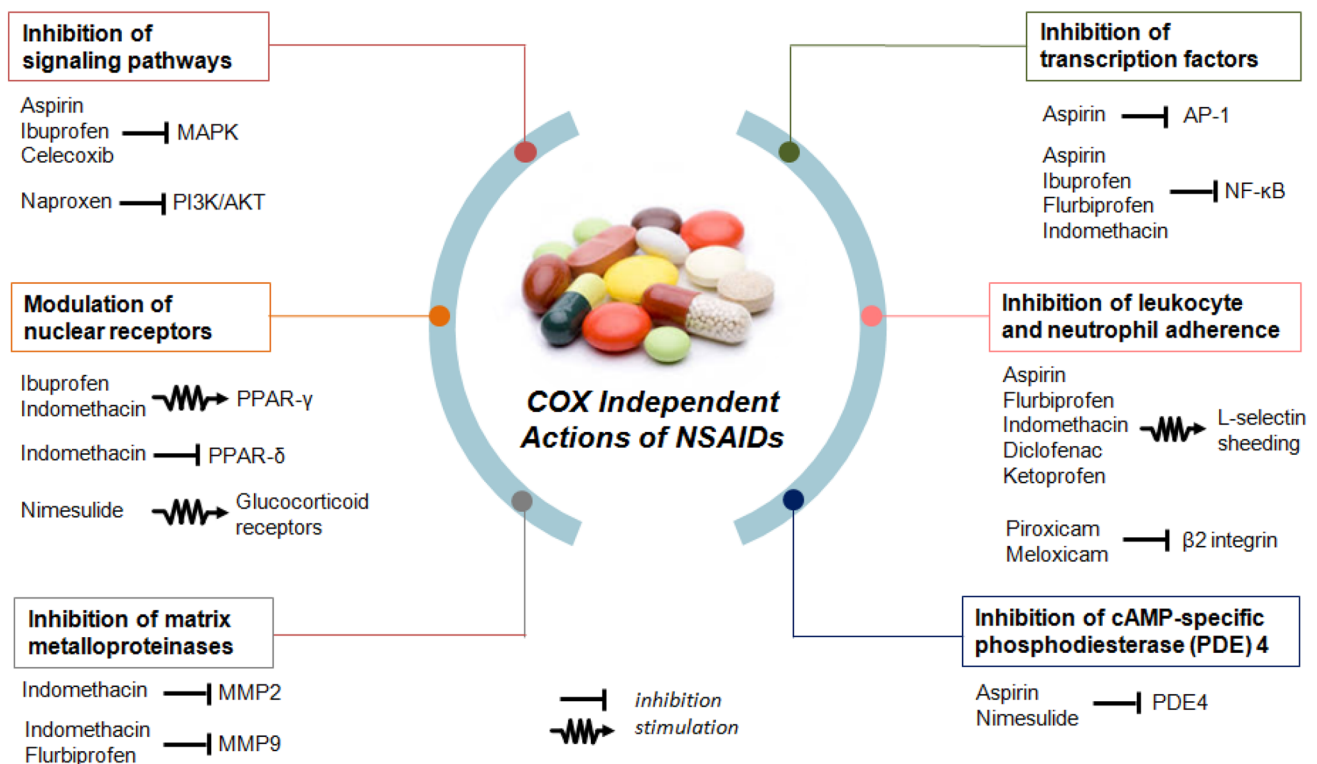 Inhibition of
signaling pathways
Aspirin
Ibuprofen
Celecoxib
MAPK
Naproxen
PI3K/AKT
Modulation of
nuclear receptors
Ibuprofen
Indomethacin
PPAR-γ
Indomethacin
PPAR-δ
Nimesulide
Glucocorticoid
receptors
Inhibition of matrix
metalloproteinases
Indomethacin
MMP2
Indomethacin
Flurbiprofen
MMP9
COX Independent
Actions of NSAIDs
inhibition
stimulation
Inhibition of
transcription factors
Aspirin
AP-1
Aspirin
Ibuprofen
Flurbiprofen
Indomethacin
NF-κB
Inhibition of leukocyte
and neutrophil adherence
Aspirin
Flurbiprofen
Indomethacin
Diclofenac
Ketoprofen
L-selectin
sheeding
Piroxicam
Meloxicam
β2 integrin
Inhibition of cAMP-specific
phosphodiesterase (PDE) 4
Aspirin
Nimesulide
PDE4